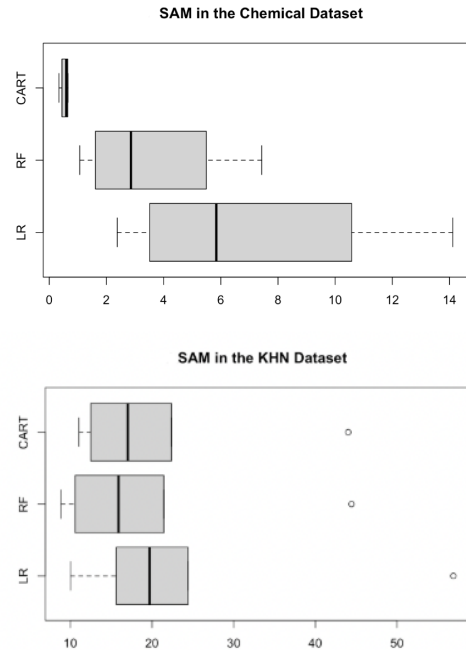 SAM in the Chemical Dataset
CART
RF
LR
0 2 4 6 8 10 12 14
SAM in the KHN Dataset
CART
RF
LR
10 20 30 40 50